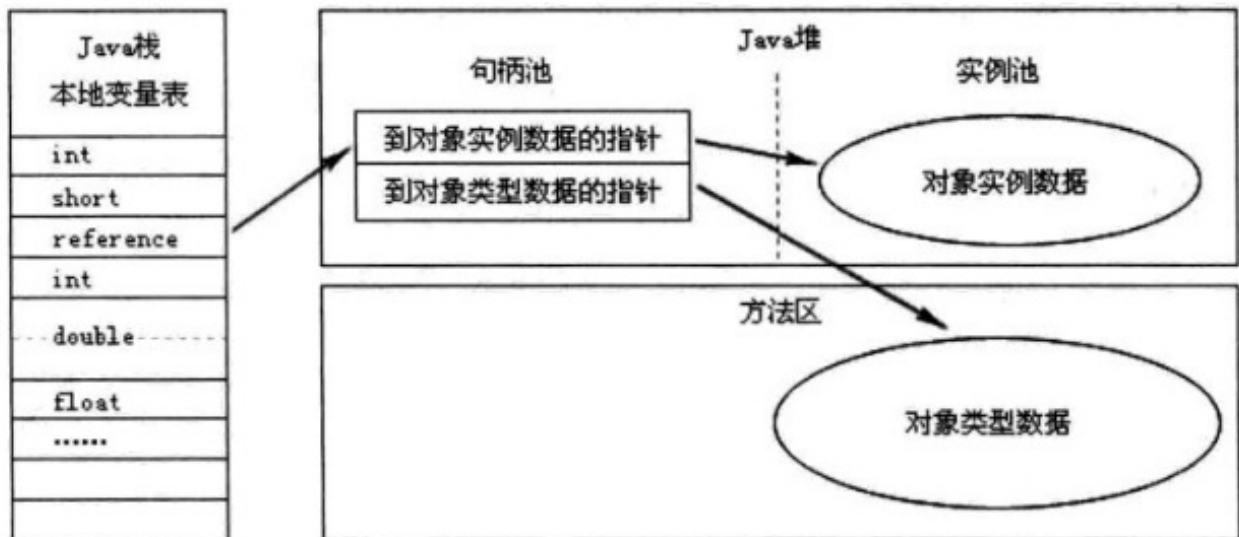 Java栈
本地变量表
int
short
reference
int
double
float
……
Java堆
句柄池
实例池
到对象实例数据的指针
到对象类型数据的指针
对象实例数据
方法区
对象类型数据